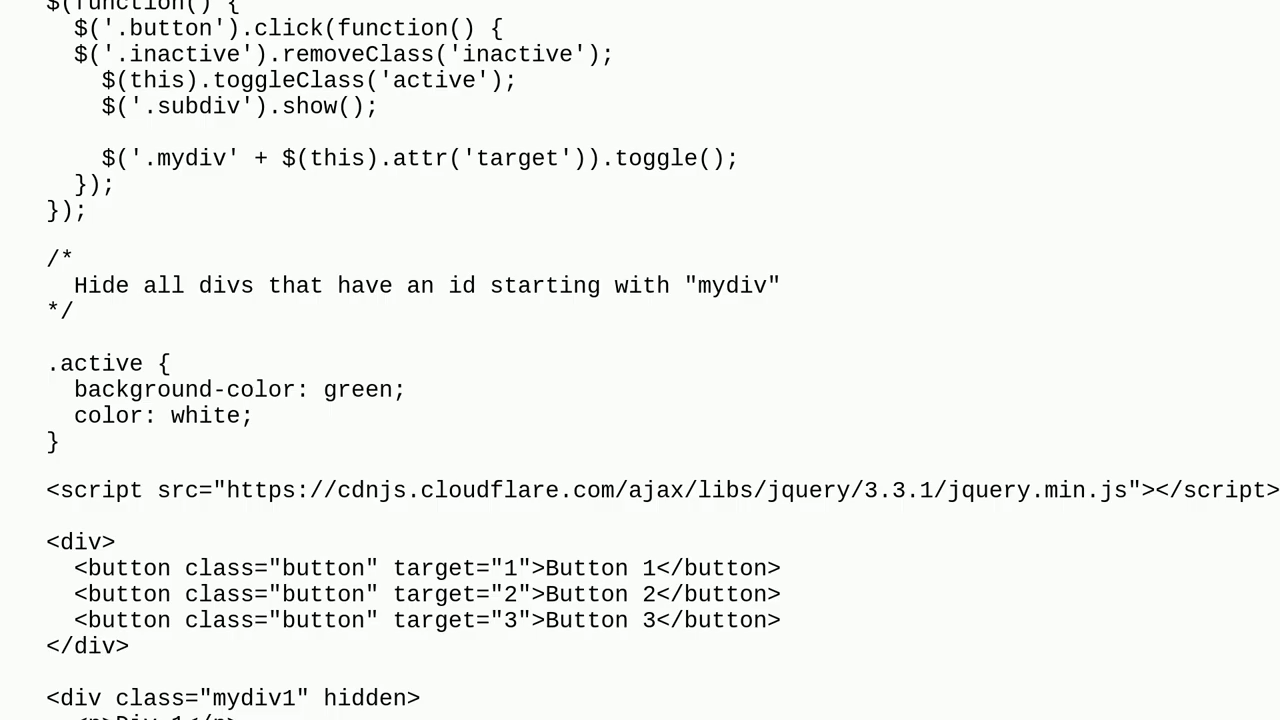 $(function() {
  $('.button').click(function() {
  $('.inactive').removeClass('inactive');
    $(this).toggleClass('active');
    $('.subdiv').show();

    $('.mydiv' + $(this).attr('target')).toggle();
  });
});

/*
  Hide all divs that have an id starting with "mydiv"
*/

.active {
  background-color: green;
  color: white;
}

<script src="https://cdnjs.cloudflare.com/ajax/libs/jquery/3.3.1/jquery.min.js"></script>

<div>
  <button class="button" target="1">Button 1</button>
  <button class="button" target="2">Button 2</button>
  <button class="button" target="3">Button 3</button>
</div>

<div class="mydiv1" hidden>
  <p>Div 1</p>